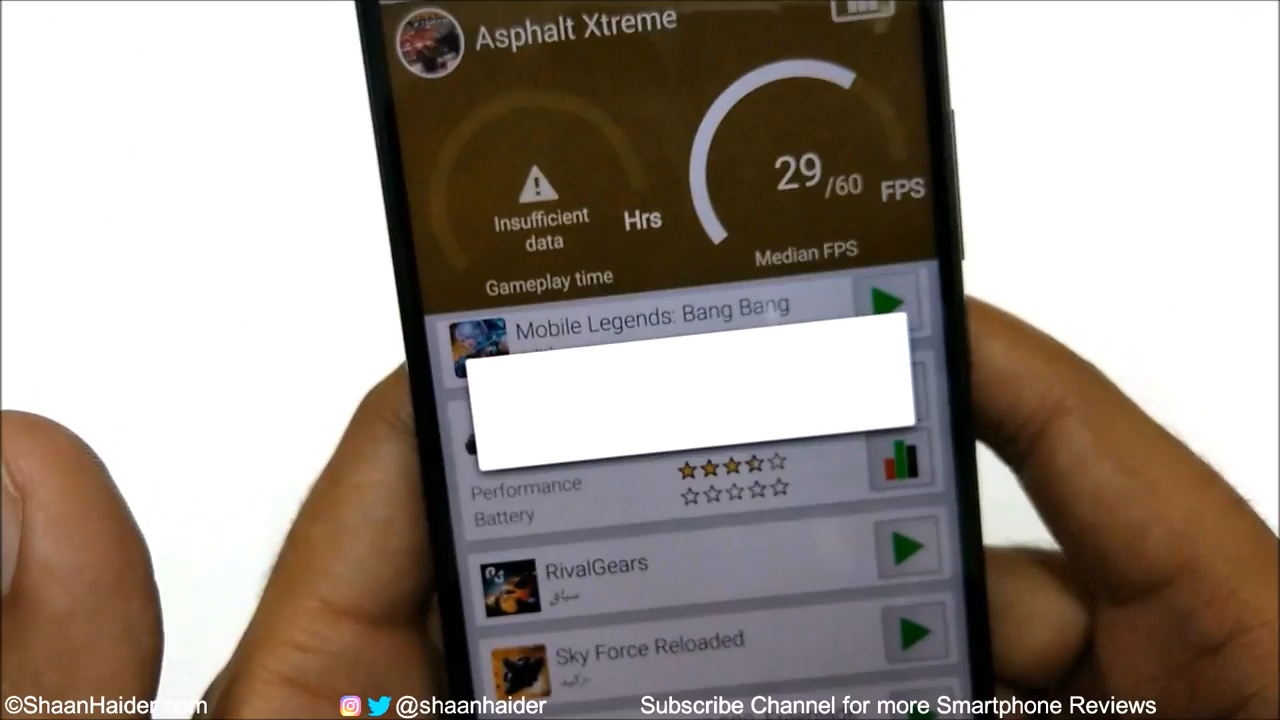 Asphalt Xtreme
Insufficient
data
Hrs
Gameplay time
29/60 FPS
Median FPS
Mobile Legends: Bang Bang
Performance
Battery
RivalGears
سباق
Sky Force Reloaded
©ShaanHaider.com
@shaanhaider
Subscribe Channel for more Smartphone Reviews